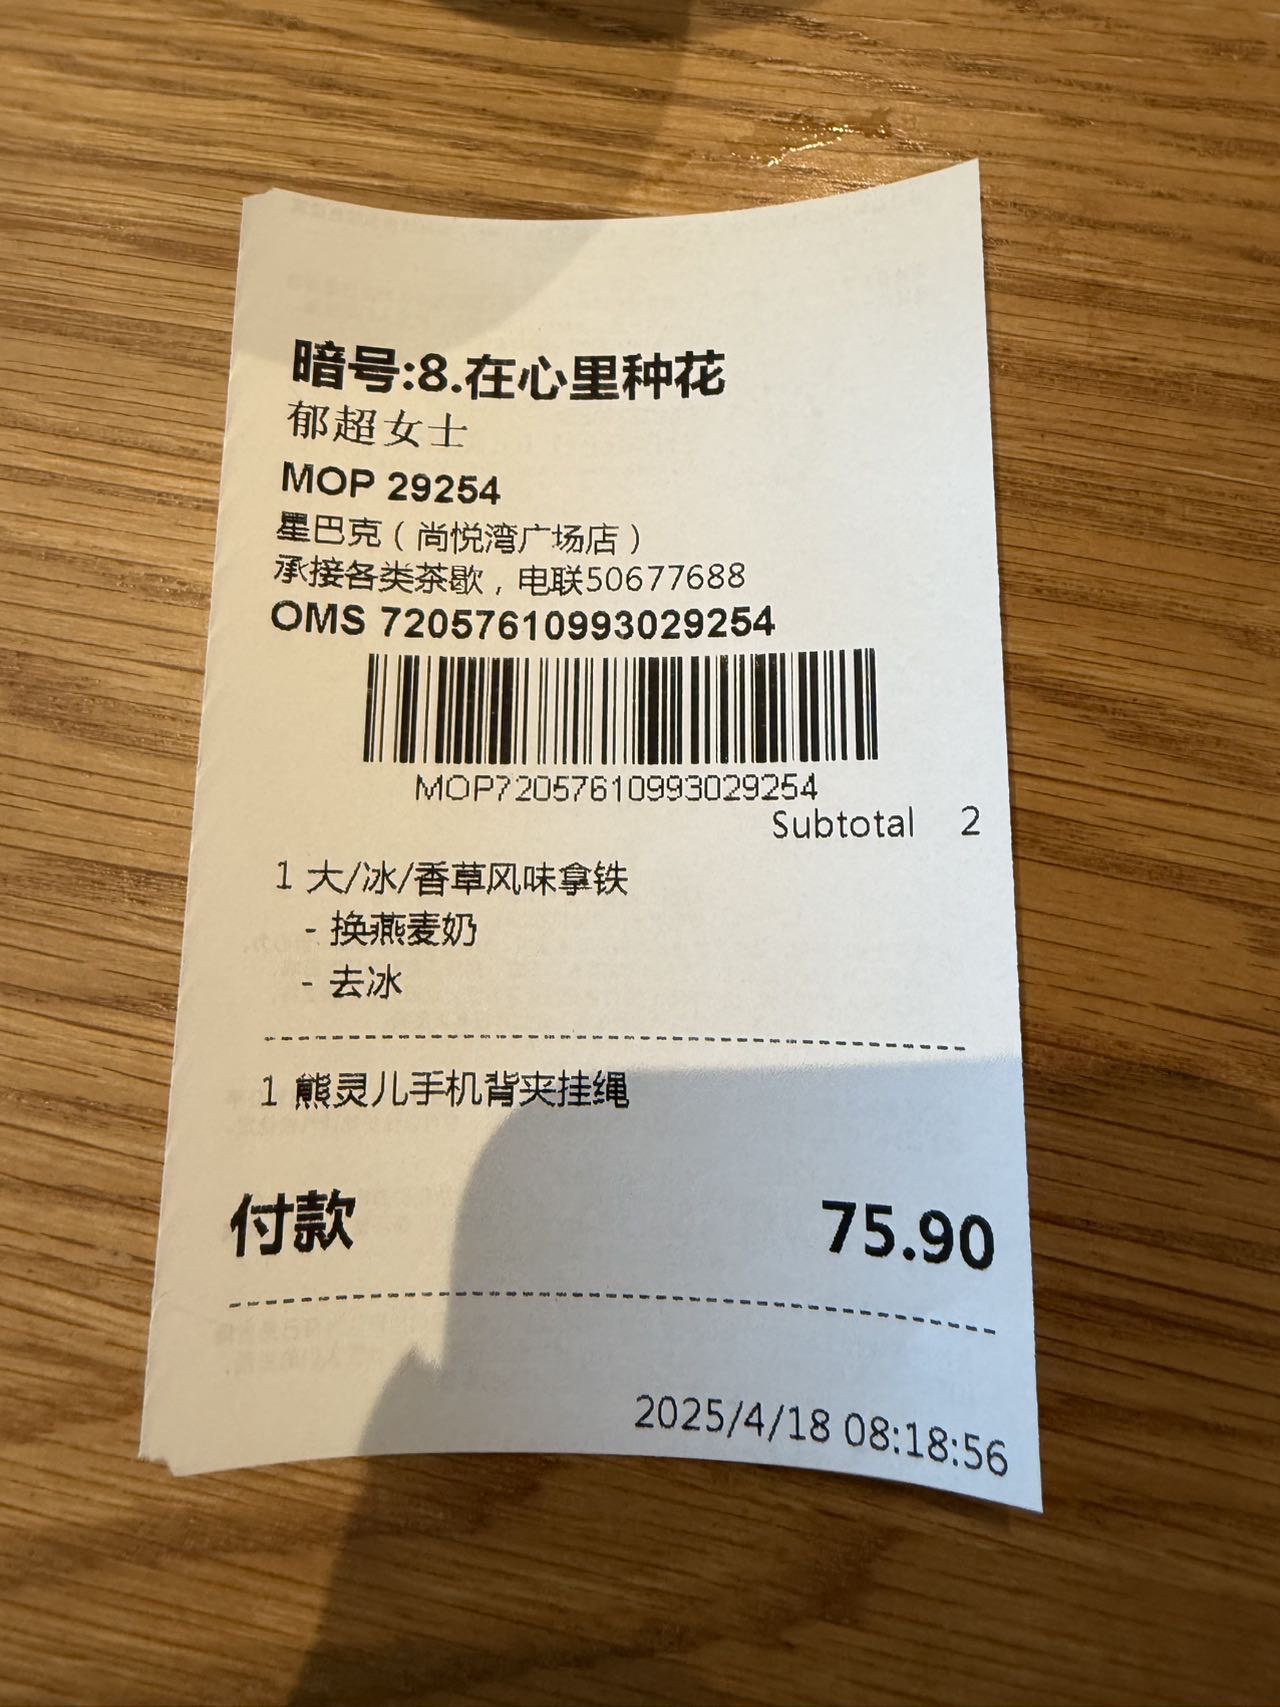 暗号:8.在心里种花
郁超女士
MOP 29254
星巴克（尚悦湾广场店）
承接各类茶歇，电联50677688
OMS 72057610993029254
MOP72057610993029254
Subtotal 2
1 大/冰/香草风味拿铁
- 换燕麦奶
- 去冰
1 熊灵儿手机背夹挂绳
付款 75.90
2025/4/18 08:18:56